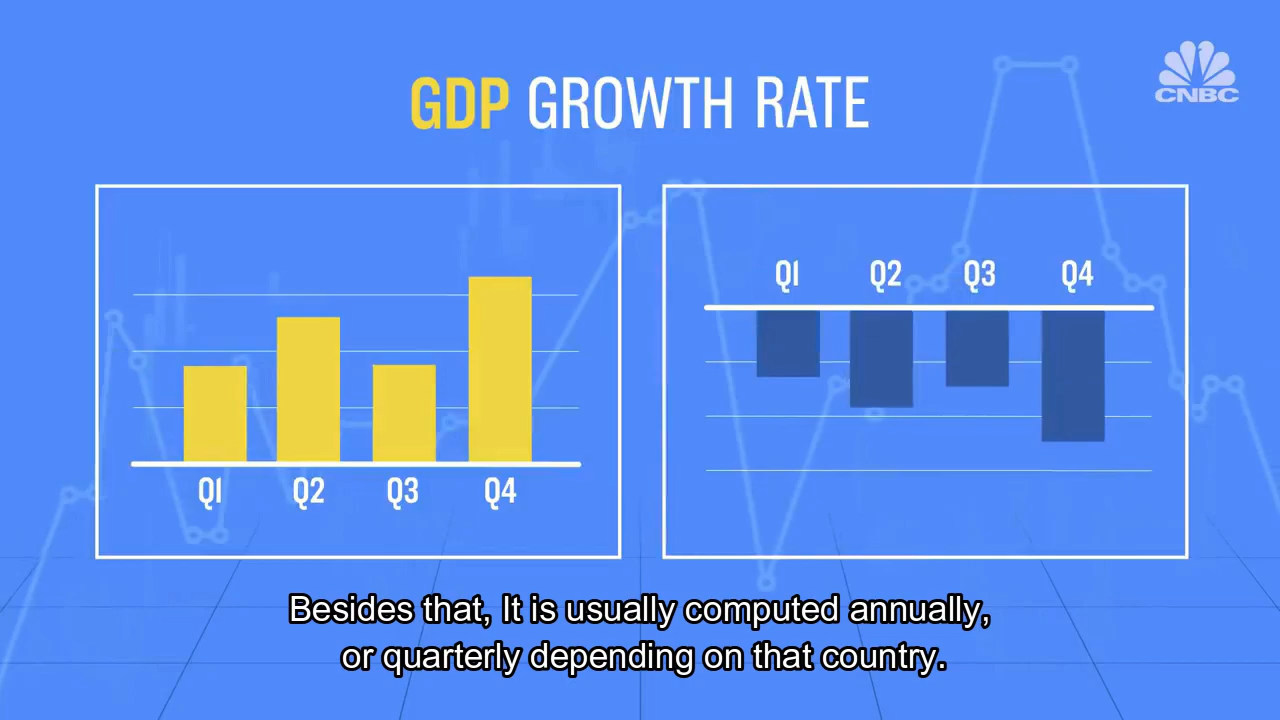 GDP GROWTH RATE
CNBC
Q1 Q2 Q3 Q4
Q1 Q2 Q3 Q4
Besides that, It is usually computed annually,
or quarterly depending on that country.